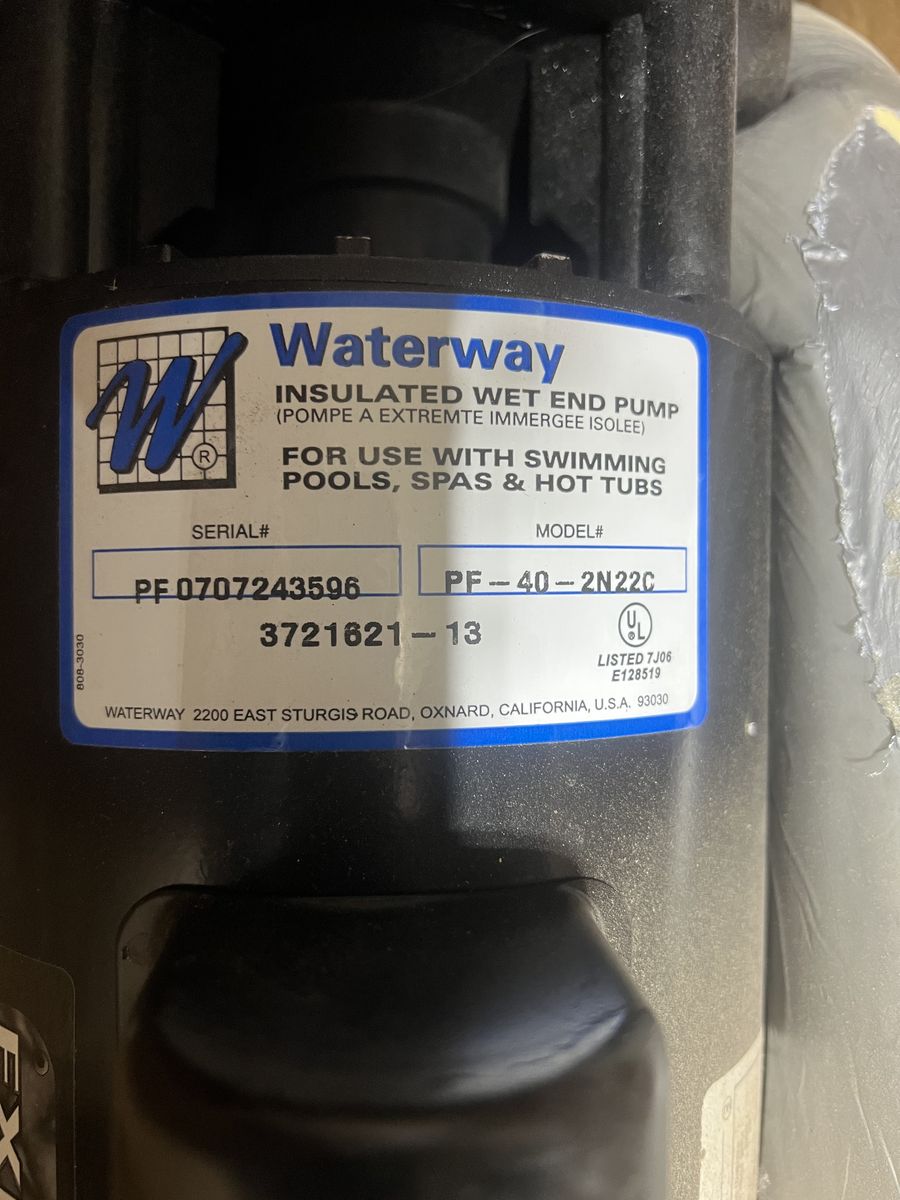 W
®
Waterway
INSULATED WET END PUMP
(POMPE A EXTREMTE IMMERGEE ISOLEE)
FOR USE WITH SWIMMING
POOLS, SPAS & HOT TUBS
SERIAL# MODEL#
PF 0707243596 PF-40-2N22C
3721621-13
UL
®
LISTED 7J06
E128519
808-3030
WATERWAY 2200 EAST STURGIS ROAD, OXNARD, CALIFORNIA, U.S.A. 93030
EX